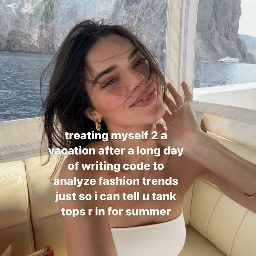 treating myself 2 a
vacation after a long day
of writing code to
analyze fashion trends
just so i can tell u tank
tops r in for summer